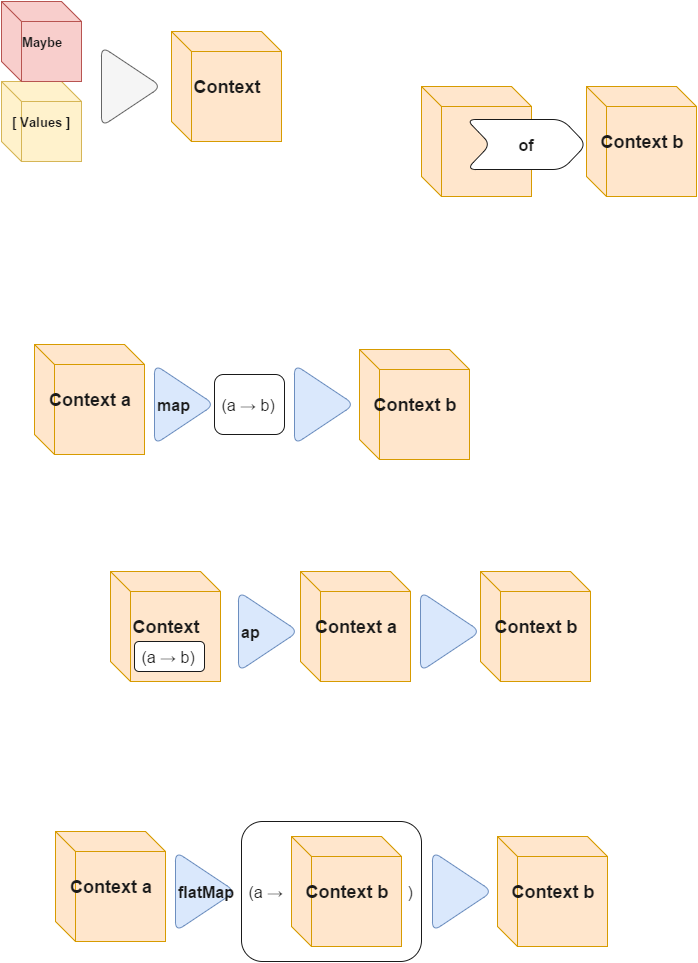 Maybe
[ Values ]
Context
of
Context b
Context a
map
(a → b)
Context b
Context
(a → b)
ap
Context a
Context b
Context a
flatMap
(a →
Context b
)
Context b